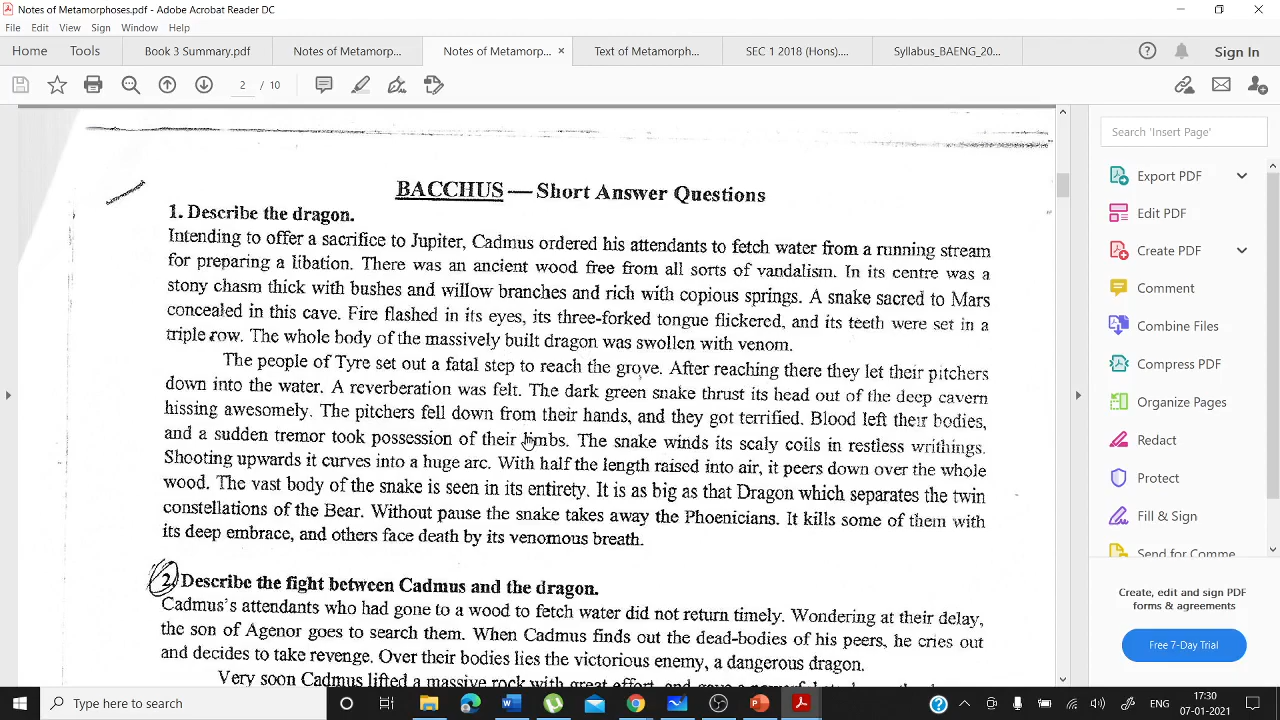 Notes of Metamorphoses.pdf - Adobe Acrobat Reader DC
File Edit View Sign Window Help
Home Tools Book 3 Summary.pdf Notes of Metamorp... Notes of Metamorp... × Text of Metamorph... SEC 1 2018 (Hons).... Syllabus_BAENG_20... Sign In
2 / 10
Search 'Insert Page'
Export PDF
Edit PDF
Create PDF
Comment
Combine Files
Compress PDF
Organize Pages
Redact
Protect
Fill & Sign
Send for Comme
Create, edit and sign PDF
forms & agreements
Free 7-Day Trial
BACCHUS — Short Answer Questions
1. Describe the dragon.
Intending to offer a sacrifice to Jupiter, Cadmus ordered his attendants to fetch water from a running stream
for preparing a libation. There was an ancient wood free from all sorts of vandalism. In its centre was a
stony chasm thick with bushes and willow branches and rich with copious springs. A snake sacred to Mars
concealed in this cave. Fire flashed in its eyes, its three-forked tongue flickered, and its teeth were set in a
triple row. The whole body of the massively built dragon was swollen with venom.
The people of Tyre set out a fatal step to reach the grove. After reaching there they let their pitchers
down into the water. A reverberation was felt. The dark green snake thrust its head out of the deep cavern
hissing awesomely. The pitchers fell down from their hands, and they got terrified. Blood left their bodies,
and a sudden tremor took possession of their limbs. The snake winds its scaly coils in restless writhings.
Shooting upwards it curves into a huge arc. With half the length raised into air, it peers down over the whole
wood. The vast body of the snake is seen in its entirety. It is as big as that Dragon which separates the twin
constellations of the Bear. Without pause the snake takes away the Phoenicians. It kills some of them with
its deep embrace, and others face death by its venomous breath.
2 Describe the fight between Cadmus and the dragon.
Cadmus's attendants who had gone to a wood to fetch water did not return timely. Wondering at their delay,
the son of Agenor goes to search them. When Cadmus finds out the dead-bodies of his peers, he cries out
and decides to take revenge. Over their bodies lies the victorious enemy, a dangerous dragon.
Very soon Cadmus lifted a massive rock with great effort, and gave a powerful
Type here to search
ENG 17:30
07-01-2021